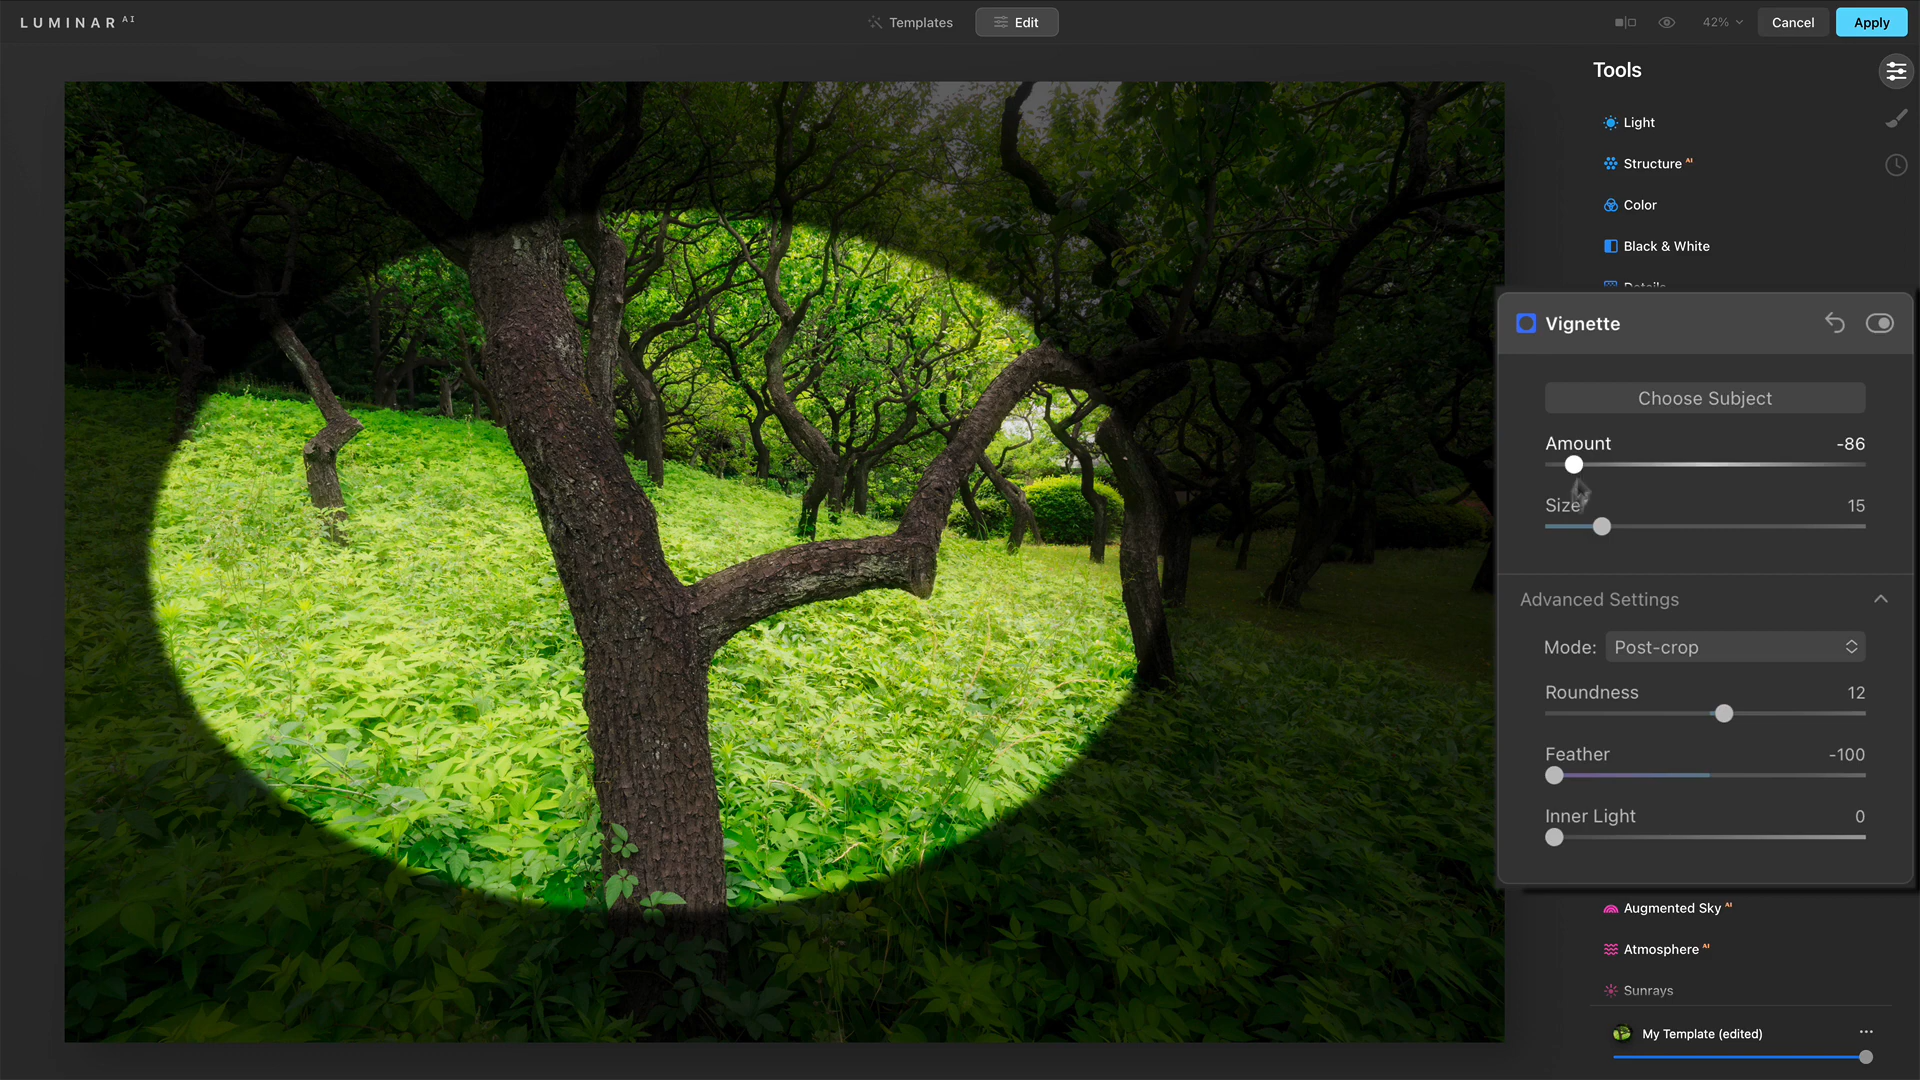 LUMINAR AI
Templates
Edit
42%
Cancel
Apply
Tools
Light
Structure AI
Color
Black & White
Details
Vignette
Choose Subject
Amount -86
Size 15
Advanced Settings
Mode: Post-crop
Roundness 12
Feather -100
Inner Light 0
Augmented Sky AI
Atmosphere AI
Sunrays
My Template (edited)